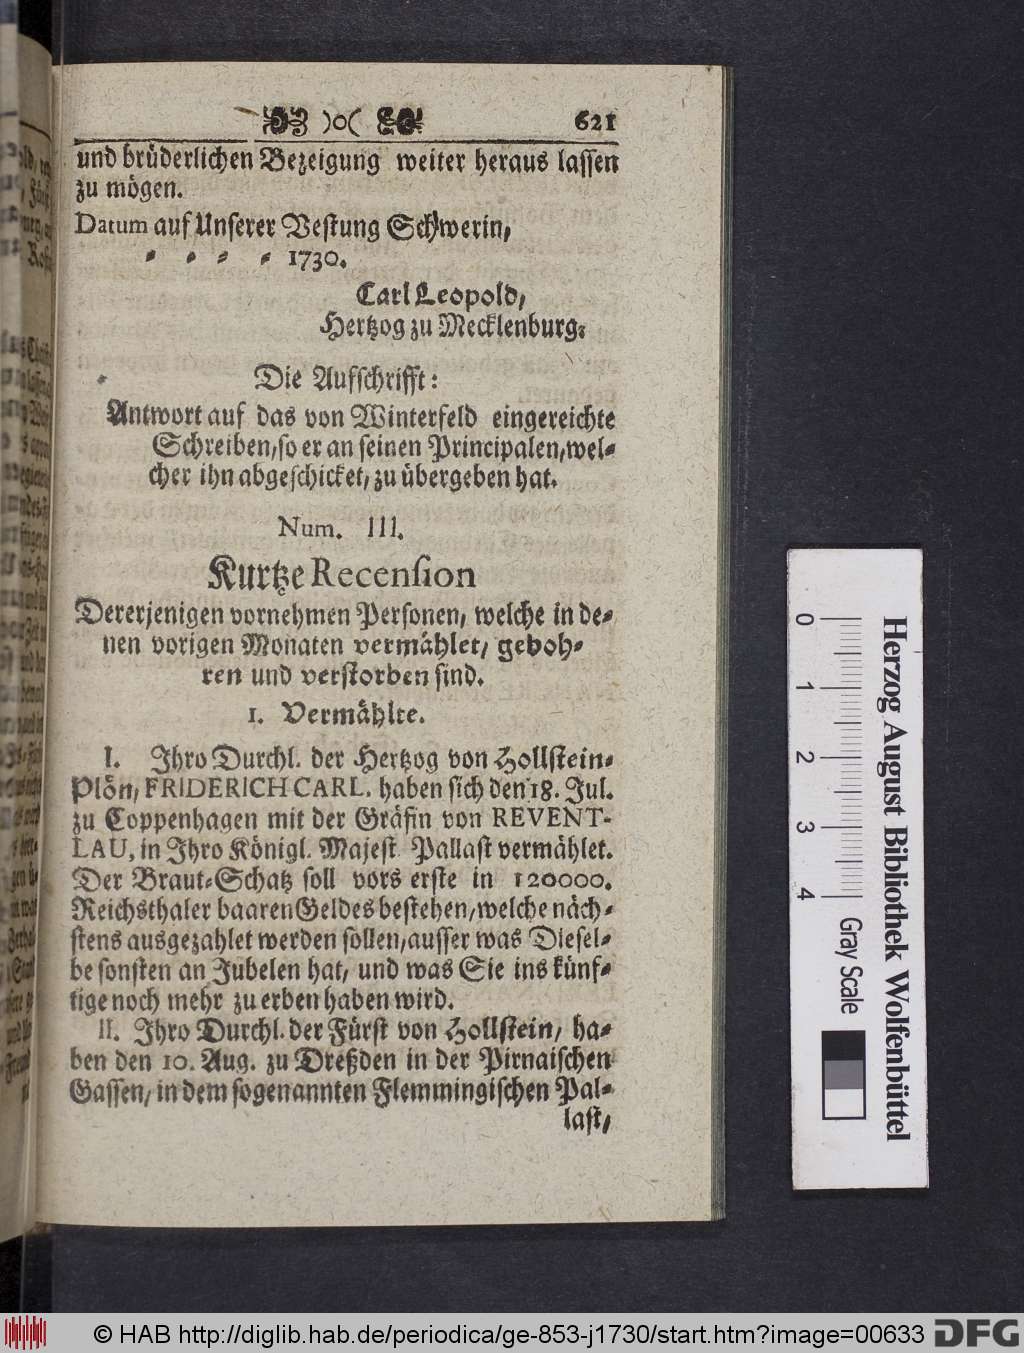 )o( 621
und brüderlichen Bezeigung weiter heraus lassen
zu mögen.
Datum auf Unserer Vestung Schwerin,
= = = = 1730.
Carl Leopold,
Hertzog zu Mecklenburg.
Die Aufschrifft:
Antwort auf das von Winterfeld eingereichte
Schreiben, so er an seinen Principalen, wel=
cher ihn abgeschicket, zu übergeben hat.
Num. III.
Kurtze Recension
Dererjenigen vornehmen Personen, welche in de=
nen vorigen Monaten vermählet, geboh=
ren und verstorben sind.
1. Vermählte.
I. Ihro Durchl. der Hertzog von Hollstein=
Plön, FRIDERICH CARL. haben sich den 18. Jul.
zu Coppenhagen mit der Gräfin von REVENT-
LAU, in Ihro Königl. Majest. Pallast vermählet.
Der Braut=Schatz soll vors erste in 120000.
Reichsthaler baaren Geldes bestehen, welche näch=
stens ausgezahlet werden sollen, ausser was Diesel=
be sonsten an Jubelen hat, und was Sie ins künf=
tige noch mehr zu erben haben wird.
II. Ihro Durchl. der Fürst von Hollstein, ha=
ben den 10. Aug. zu Dreßden in der Pirnaischen
Gassen, in dem sogenannten Flemmingischen Pal=
last,
0 1 2 3 4
Herzog August Bibliothek Wolfenbüttel
Gray Scale
© HAB http://diglib.hab.de/periodica/ge-853-j1730/start.htm?image=00633 DFG